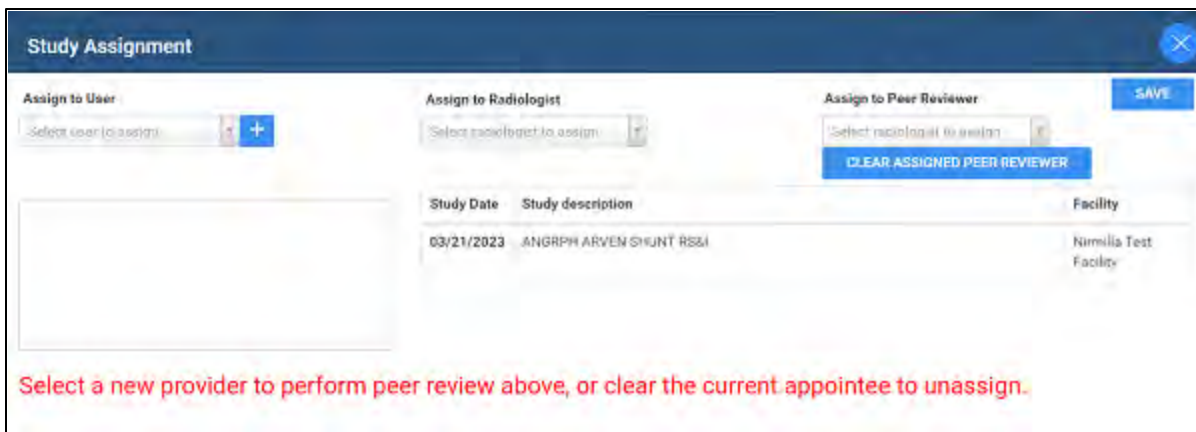 Study Assignment
Assign to User
Assign to Radiologist
Assign to Peer Reviewer
SAVE
Select user to assign
+
Select radiologist to assign
Select radiologist to assign
CLEAR ASSIGNED PEER REVIEWER
Study Date Study description Facility
03/21/2023 ANGRPH ARVEN SHUNT RS&I Test
Facility
Select a new provider to perform peer review above, or clear the current appointee to unassign.